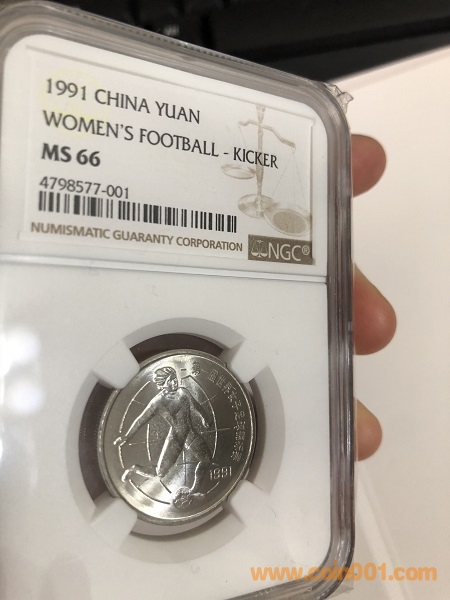 1991 CHINA YUAN
WOMEN'S FOOTBALL - KICKER
MS 66
4798577-001
NUMISMATIC GUARANTY CORPORATION
NGC®
1991
www.coin001.com